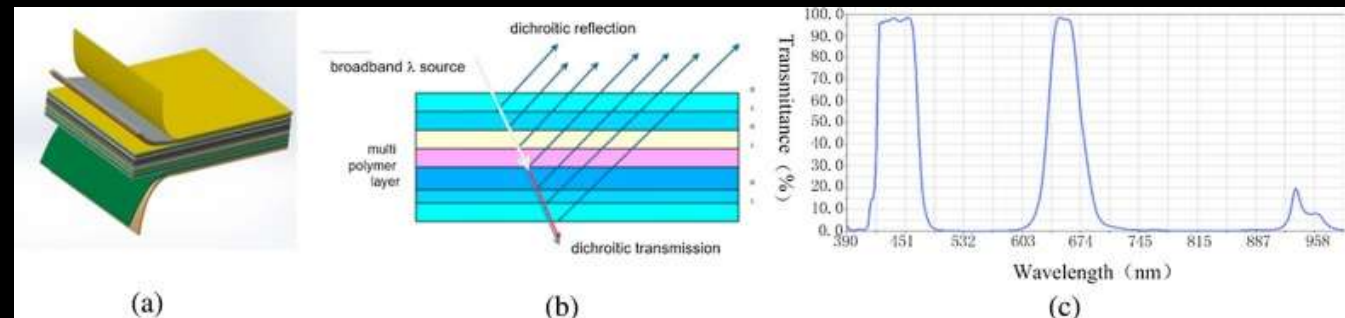 dichroitic reflection
broadband λ source
multi
polymer
layer
dichroitic transmission
Transmittance (%)
100.0
90.0
80.0
70.0
60.0
50.0
40.0
30.0
20.0
10.0
0.0
390
451
532
603
674
745
815
887
958
Wavelength (nm)
(a)
(b)
(c)